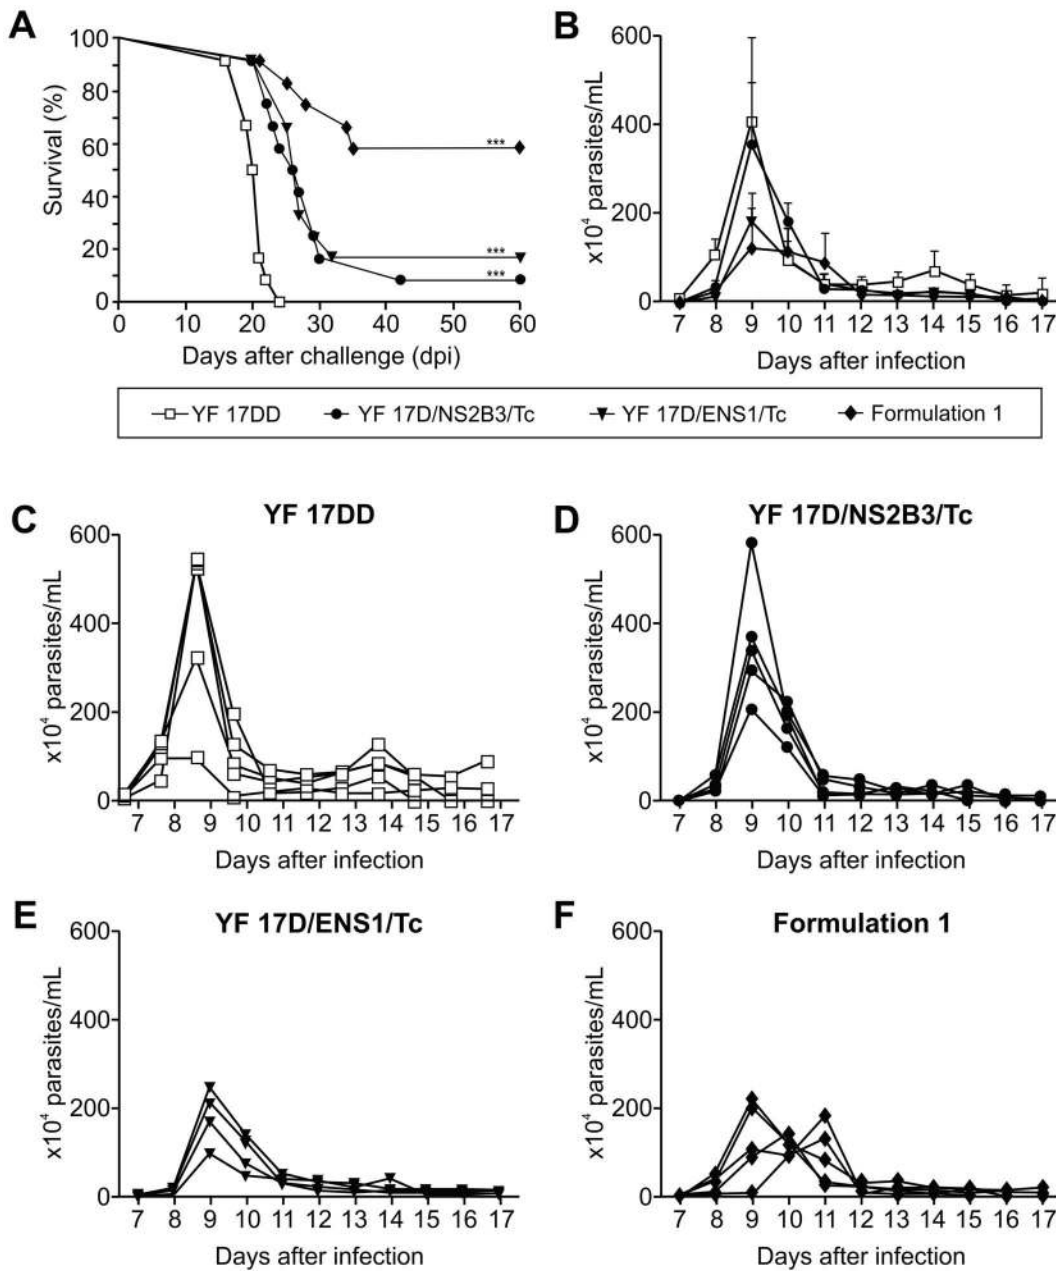 A
100
80
60
40
20
0
Survival (%)
***
***
***
0 10 20 30 40 50 60
Days after challenge (dpi)
B
600
400
200
0
x10⁴ parasites/mL
7 8 9 10 11 12 13 14 15 16 17
Days after infection
YF 17DD YF 17D/NS2B3/Tc YF 17D/ENS1/Tc Formulation 1
C
YF 17DD
600
400
200
0
x10⁴ parasites/mL
7 8 9 10 11 12 13 14 15 16 17
Days after infection
D
YF 17D/NS2B3/Tc
600
400
200
0
x10⁴ parasites/mL
7 8 9 10 11 12 13 14 15 16 17
Days after infection
E
YF 17D/ENS1/Tc
600
400
200
0
x10⁴ parasites/mL
7 8 9 10 11 12 13 14 15 16 17
Days after infection
F
Formulation 1
600
400
200
0
x10⁴ parasites/mL
7 8 9 10 11 12 13 14 15 16 17
Days after infection